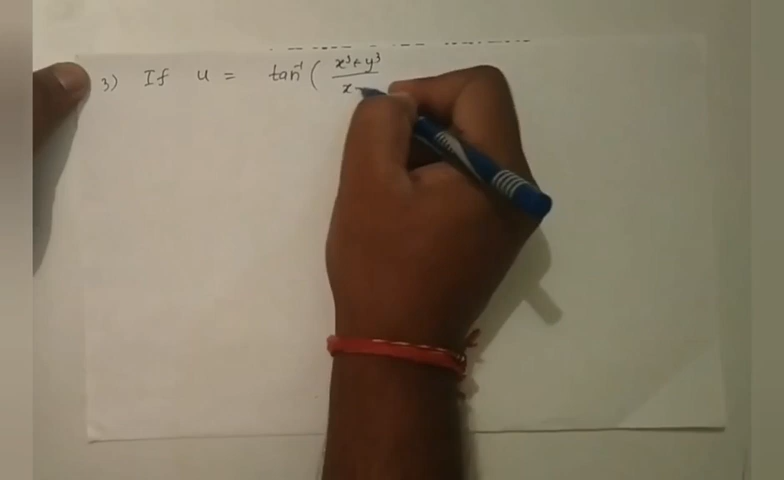 3) If u = tan⁻¹ ( x³+y³ / x -